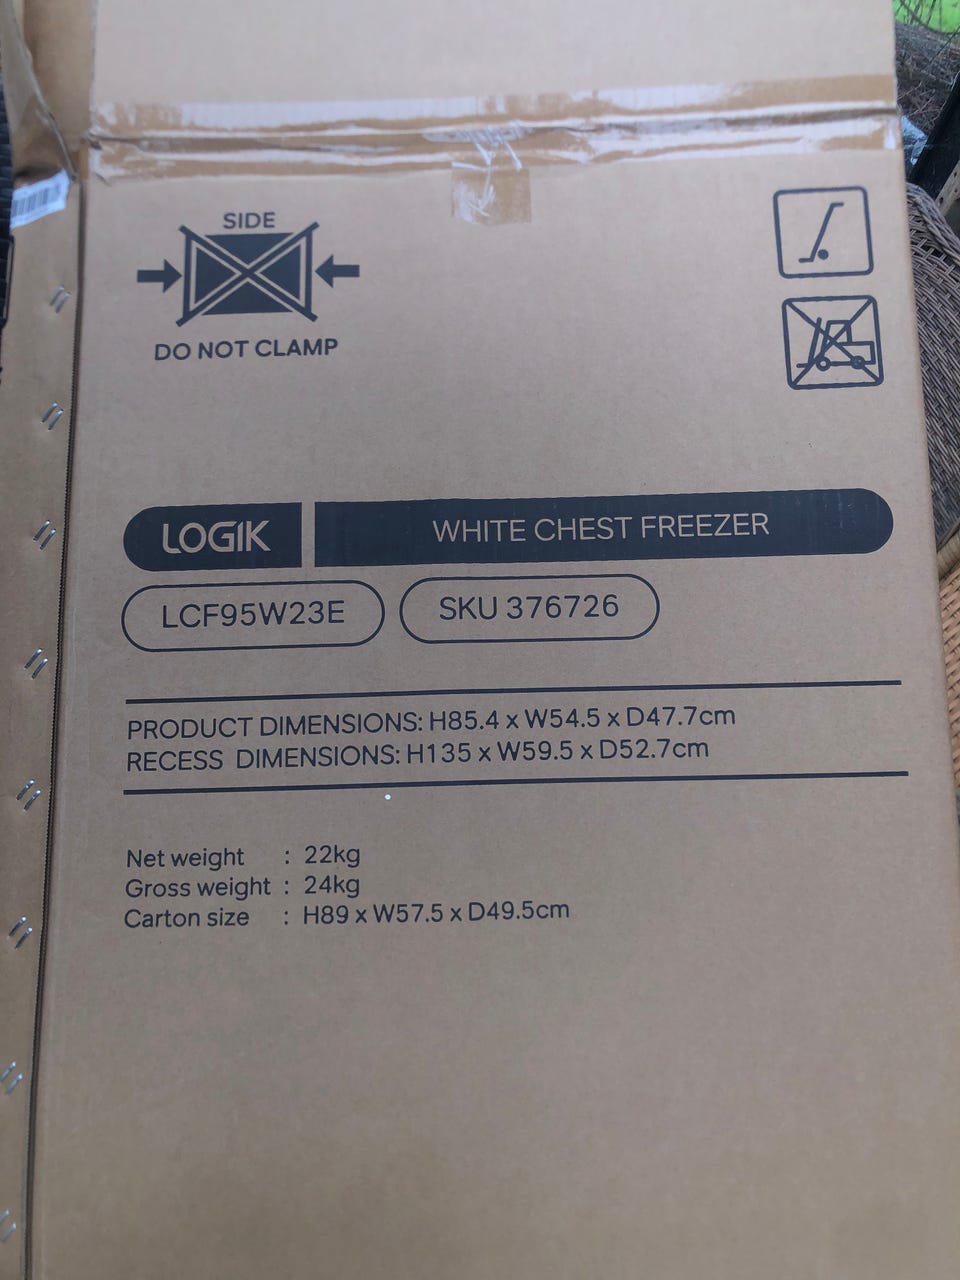 SIDE
DO NOT CLAMP
LOGIK WHITE CHEST FREEZER
LCF95W23E SKU 376726
PRODUCT DIMENSIONS: H85.4 x W54.5 x D47.7cm
RECESS DIMENSIONS: H135 x W59.5 x D52.7cm
Net weight : 22kg
Gross weight : 24kg
Carton size : H89 x W57.5 x D49.5cm